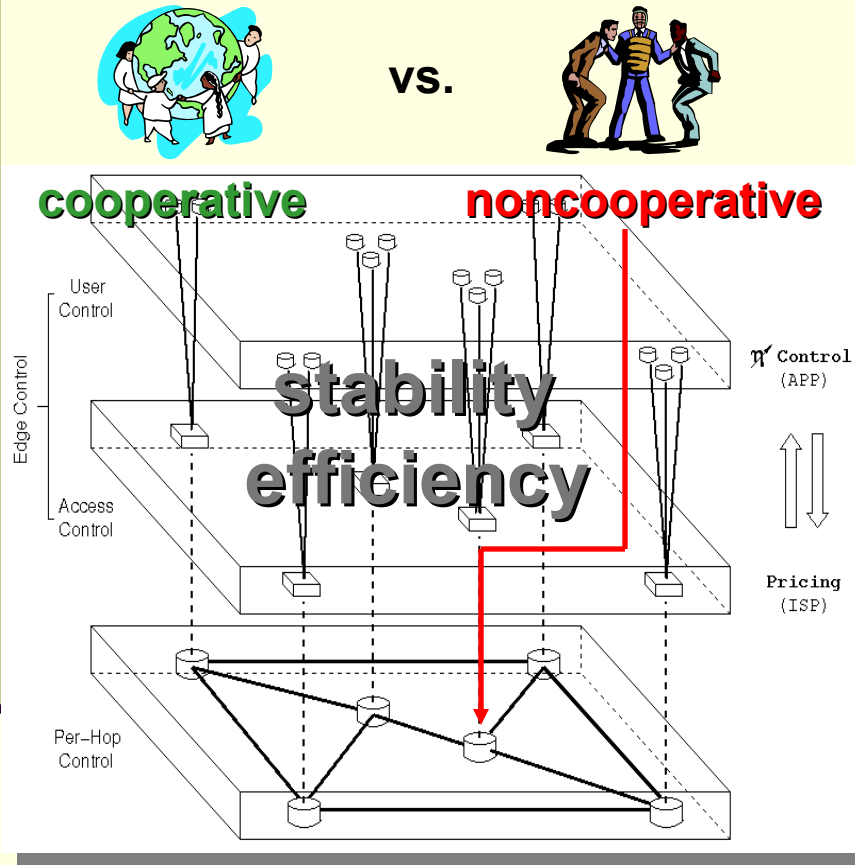 vs.
cooperative
noncooperative
User
Control
Edge Control
stability
efficiency
η Control
(APP)
Access
Control
Pricing
(ISP)
Per-Hop
Control